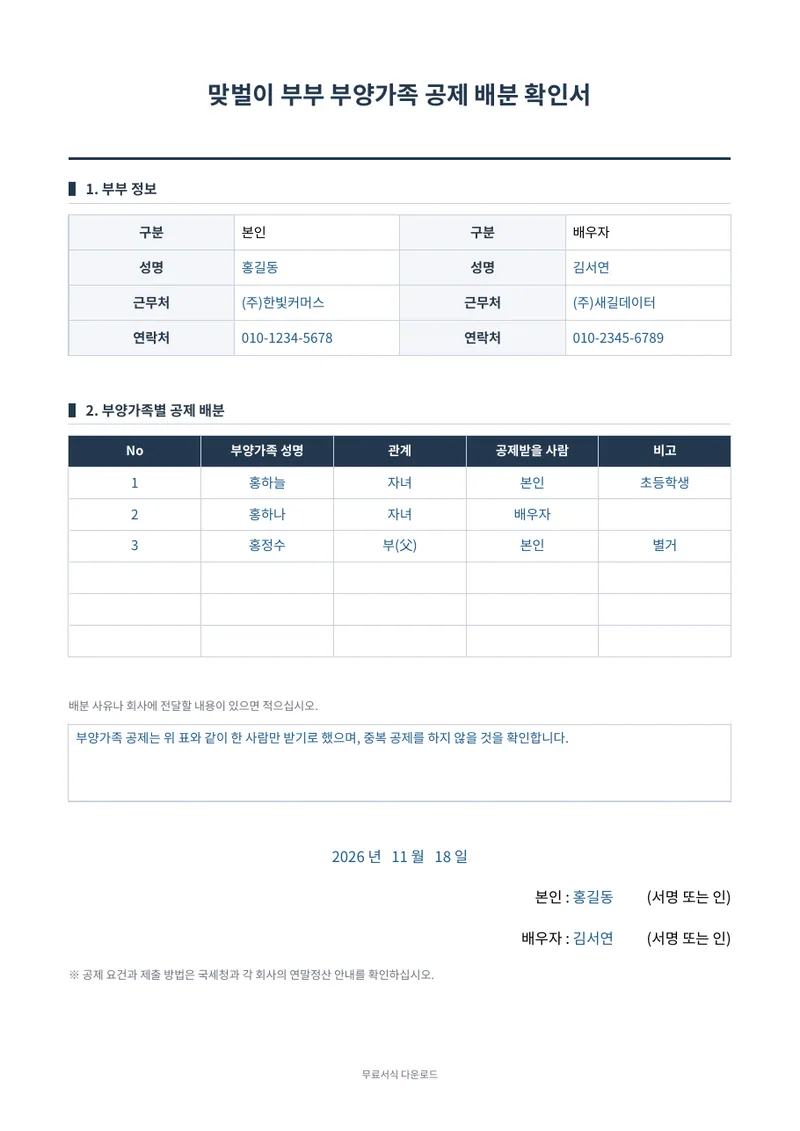 맞벌이 부부 부양가족 공제 배분 확인서
1. 부부 정보
구분 본인 구분 배우자
성명 홍길동 성명 김서연
근무처 (주)한빛커머스 근무처 (주)새길데이터
연락처 010-1234-5678 연락처 010-2345-6789
2. 부양가족별 공제 배분
No 부양가족 성명 관계 공제받을 사람 비고
1 홍하늘 자녀 본인 초등학생
2 홍하나 자녀 배우자
3 홍정수 부(父) 본인 별거
배분 사유나 회사에 전달할 내용이 있으면 적으십시오.
부양가족 공제는 위 표와 같이 한 사람만 받기로 했으며, 중복 공제를 하지 않을 것을 확인합니다.
2026 년 11 월 18 일
본인 : 홍길동 (서명 또는 인)
배우자 : 김서연 (서명 또는 인)
※ 공제 요건과 제출 방법은 국세청과 각 회사의 연말정산 안내를 확인하십시오.
무료서식 다운로드